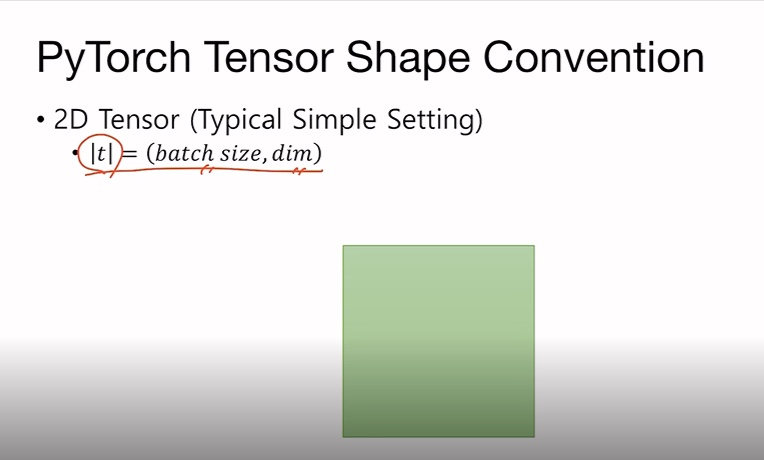 PyTorch Tensor Shape Convention
• 2D Tensor (Typical Simple Setting)
• |t| = (batch size, dim)